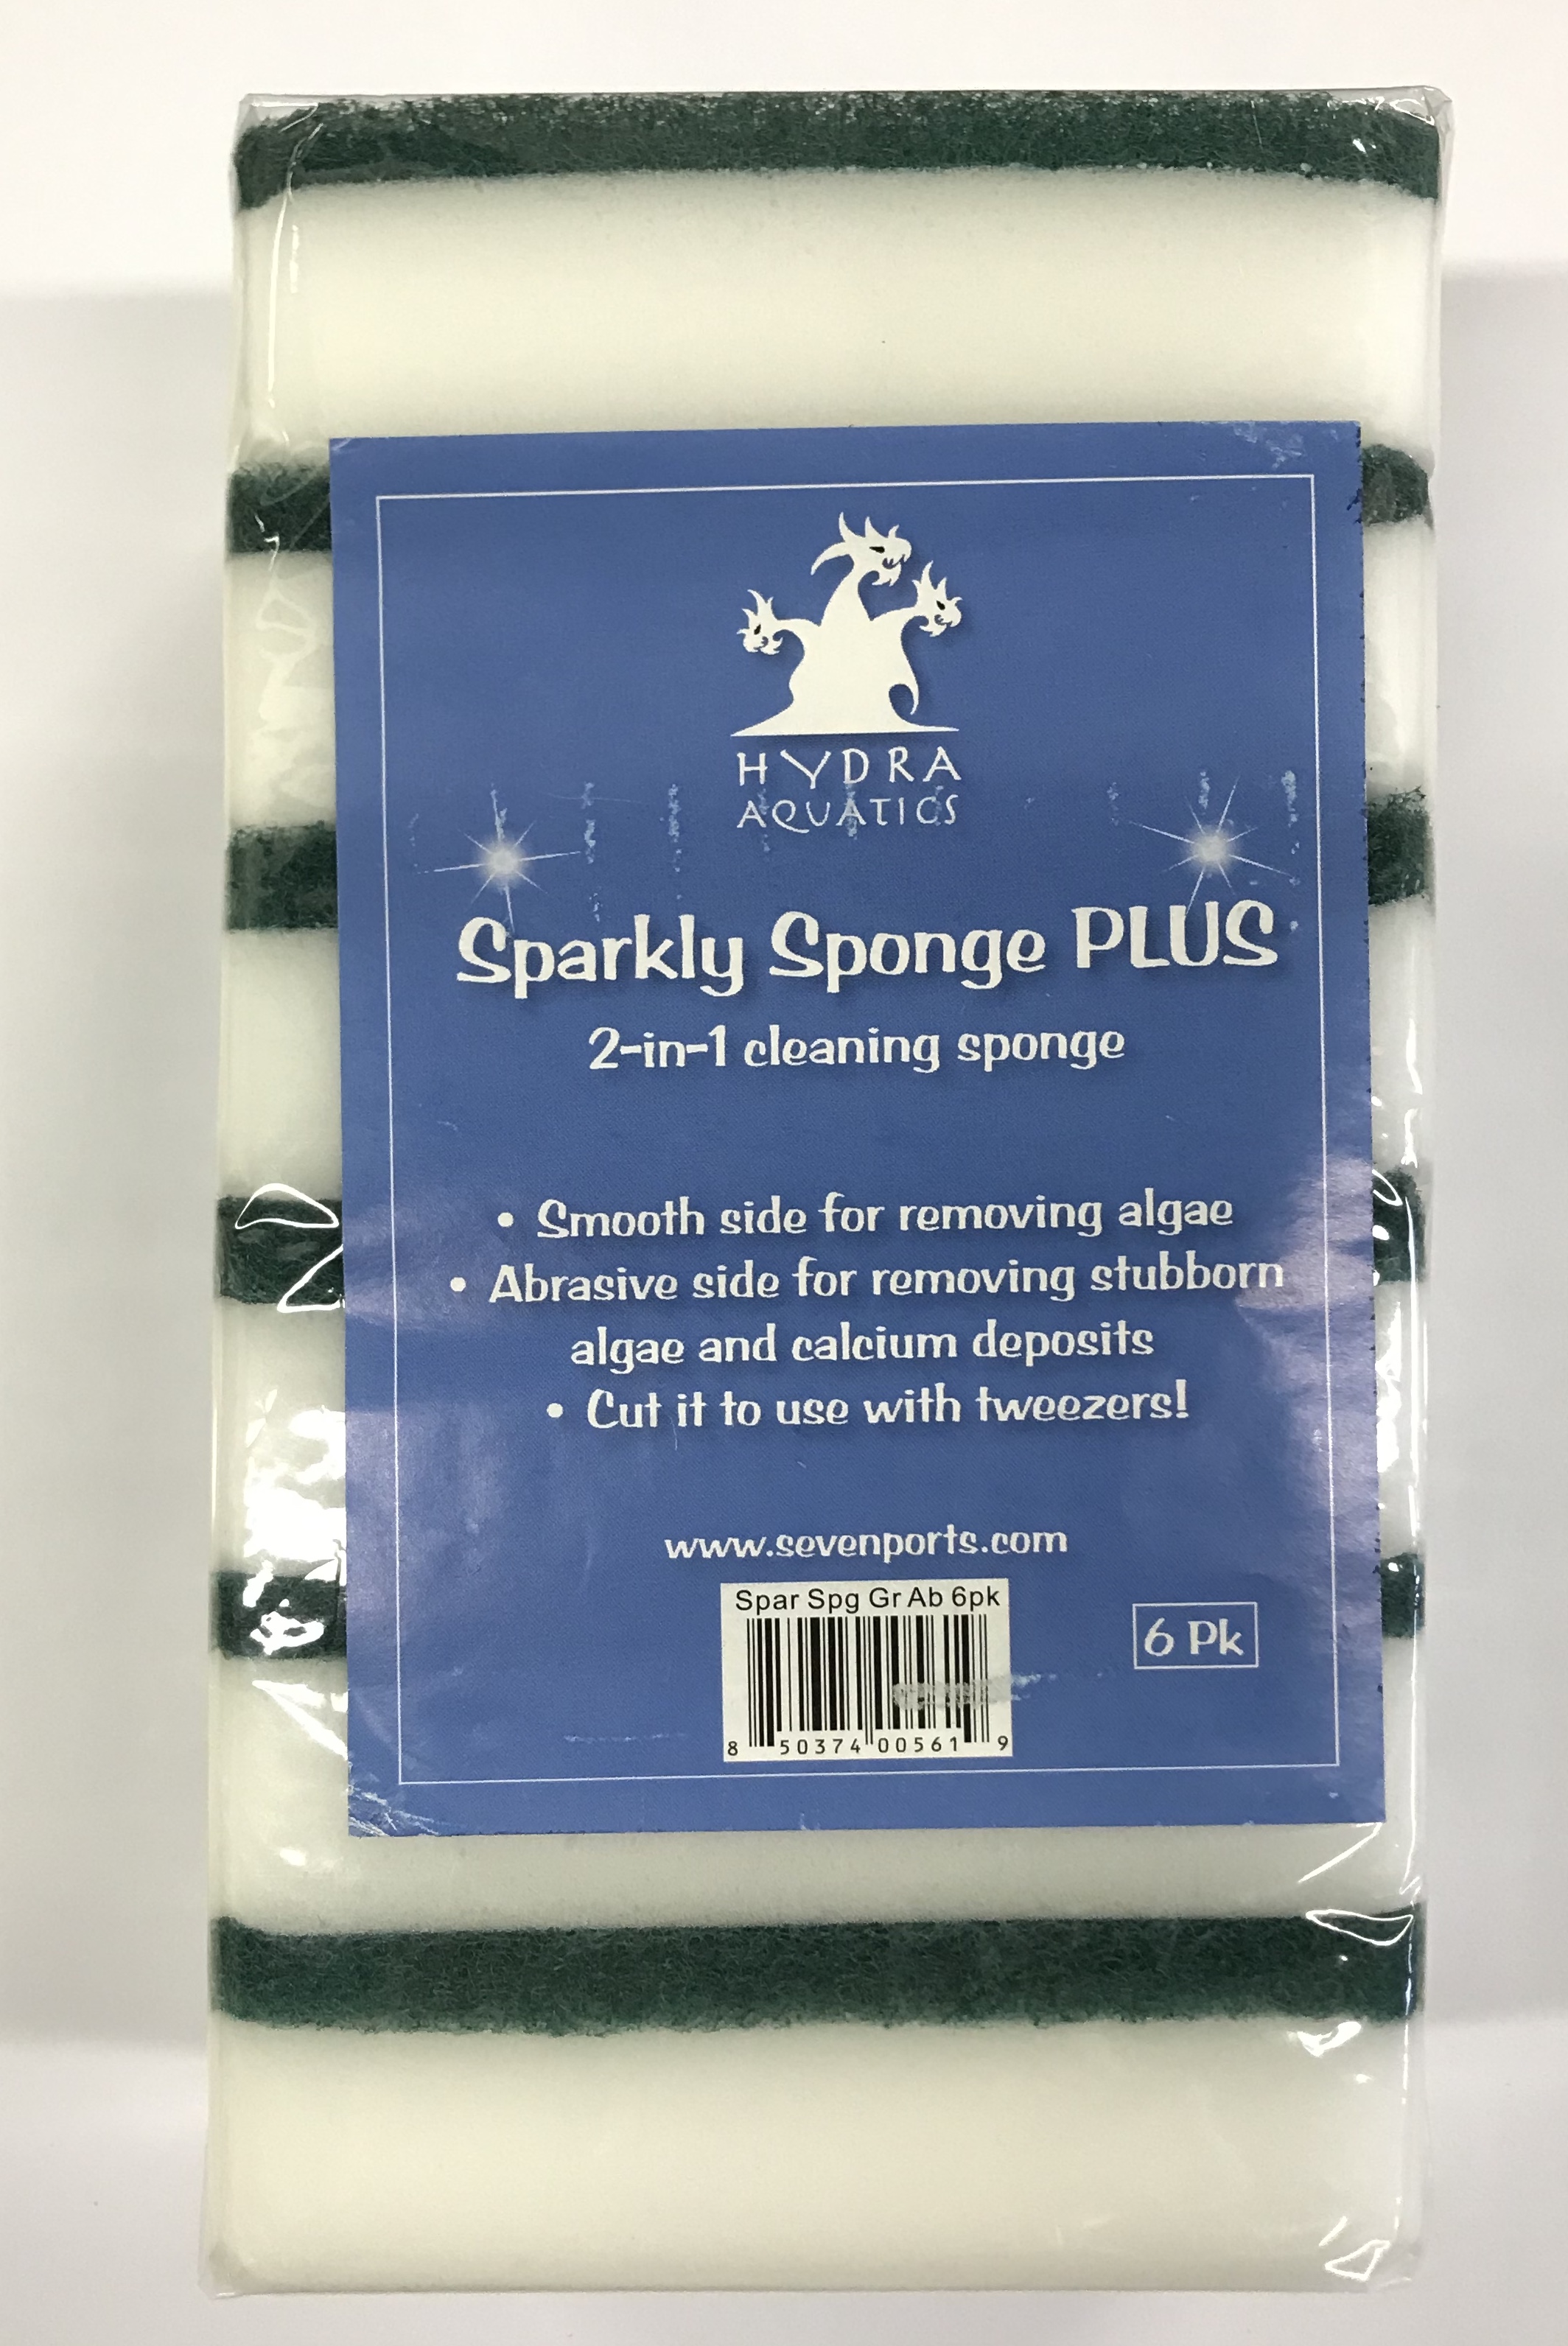 HYDRA
AQUATICS
Sparkly Sponge PLUS
2-in-1 cleaning sponge
• Smooth side for removing algae
• Abrasive side for removing stubborn
algae and calcium deposits
• Cut it to use with tweezers!
www.sevenports.com
Spar Spg Gr Ab 6pk
6 Pk
8 50374 00561 9